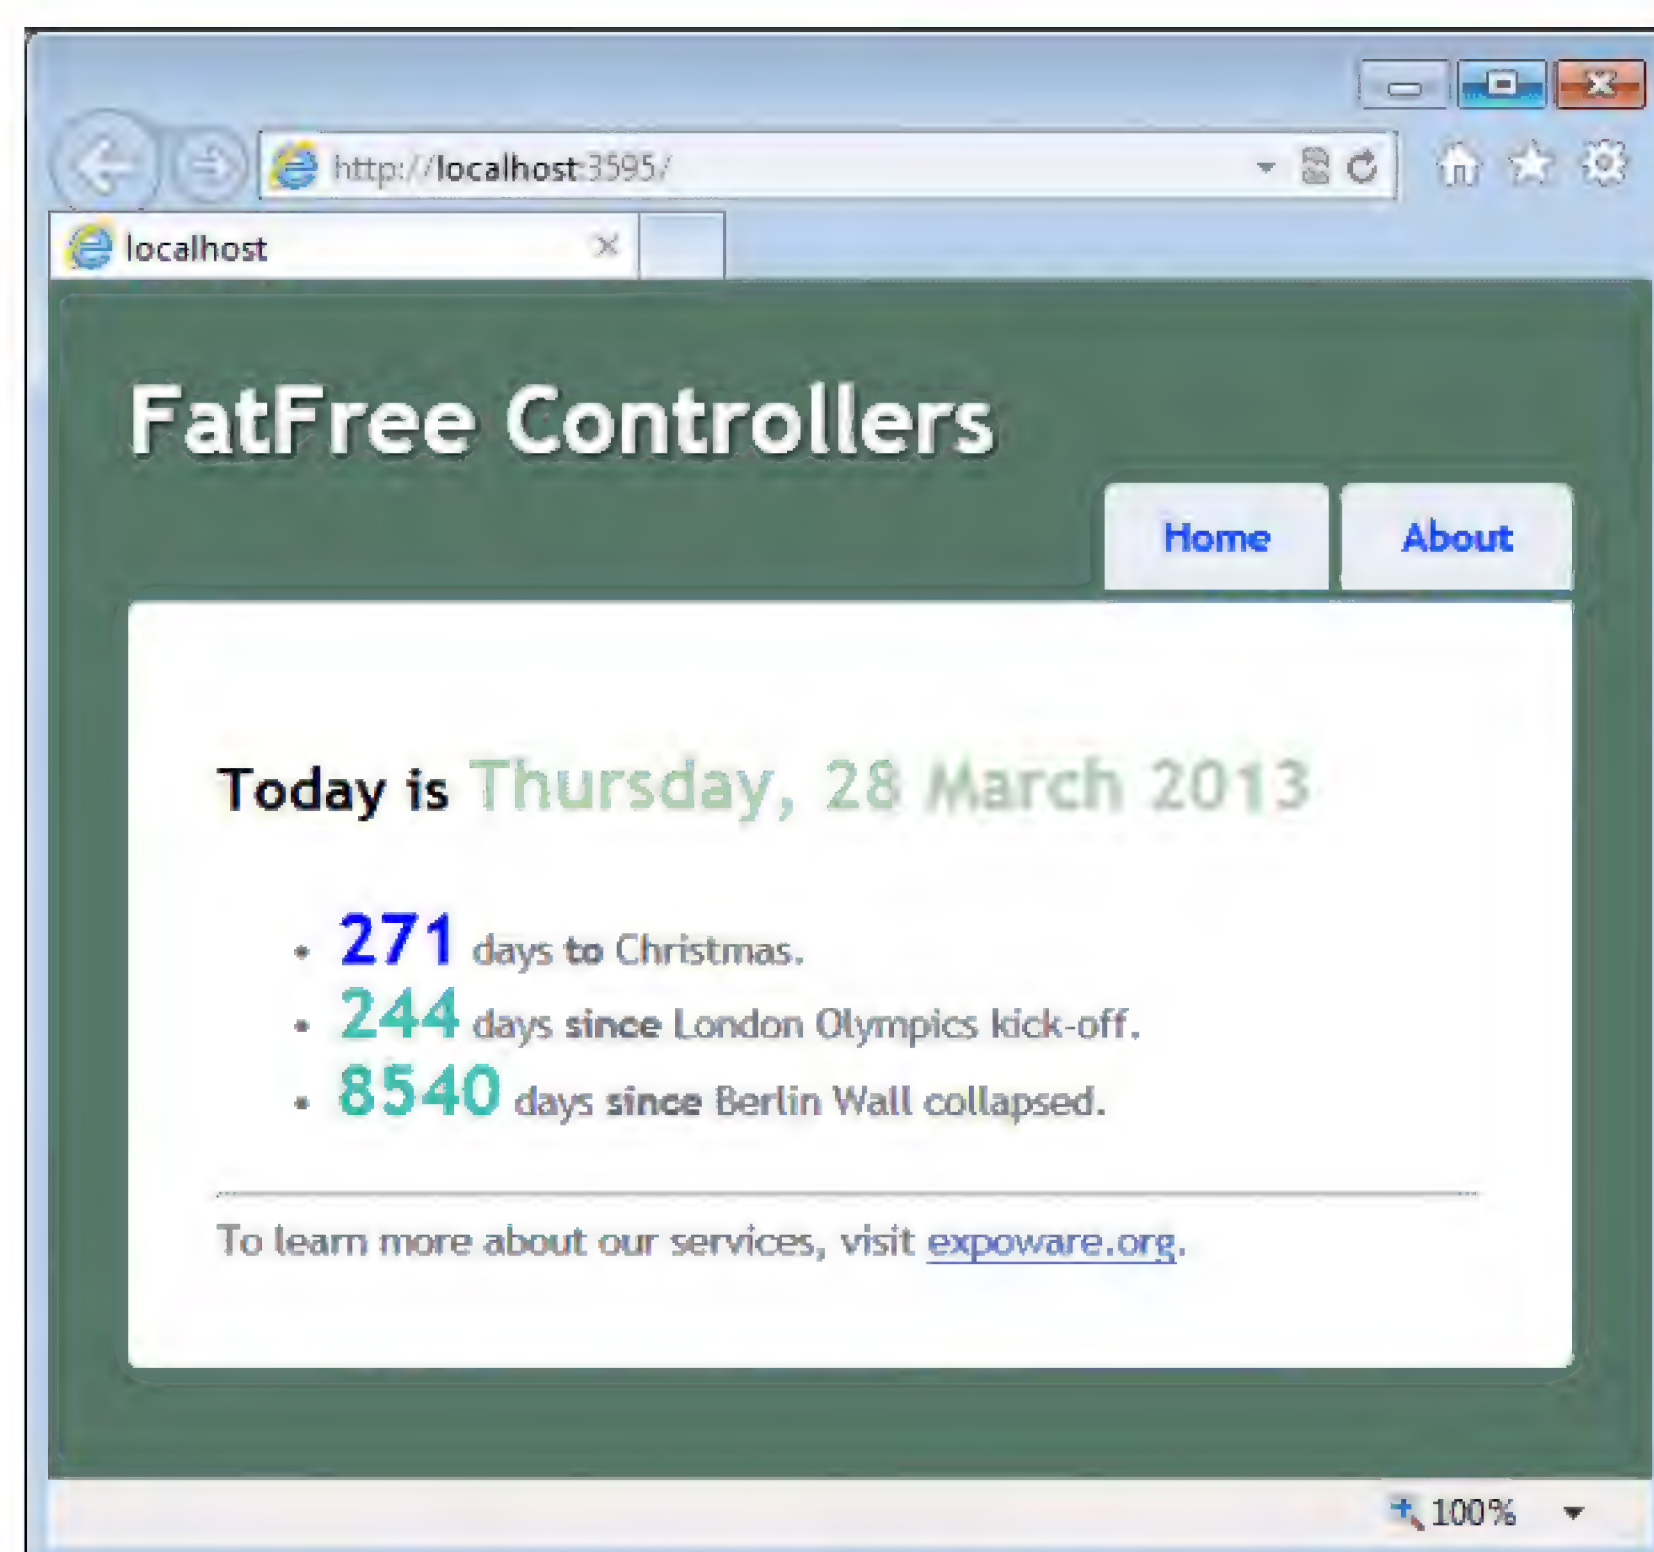 http://localhost:3595/
localhost
FatFree Controllers
Home About
Today is Thursday, 28 March 2013
• 271 days to Christmas.
• 244 days since London Olympics kick-off.
• 8540 days since Berlin Wall collapsed.
To learn more about our services, visit expoware.org.
100%